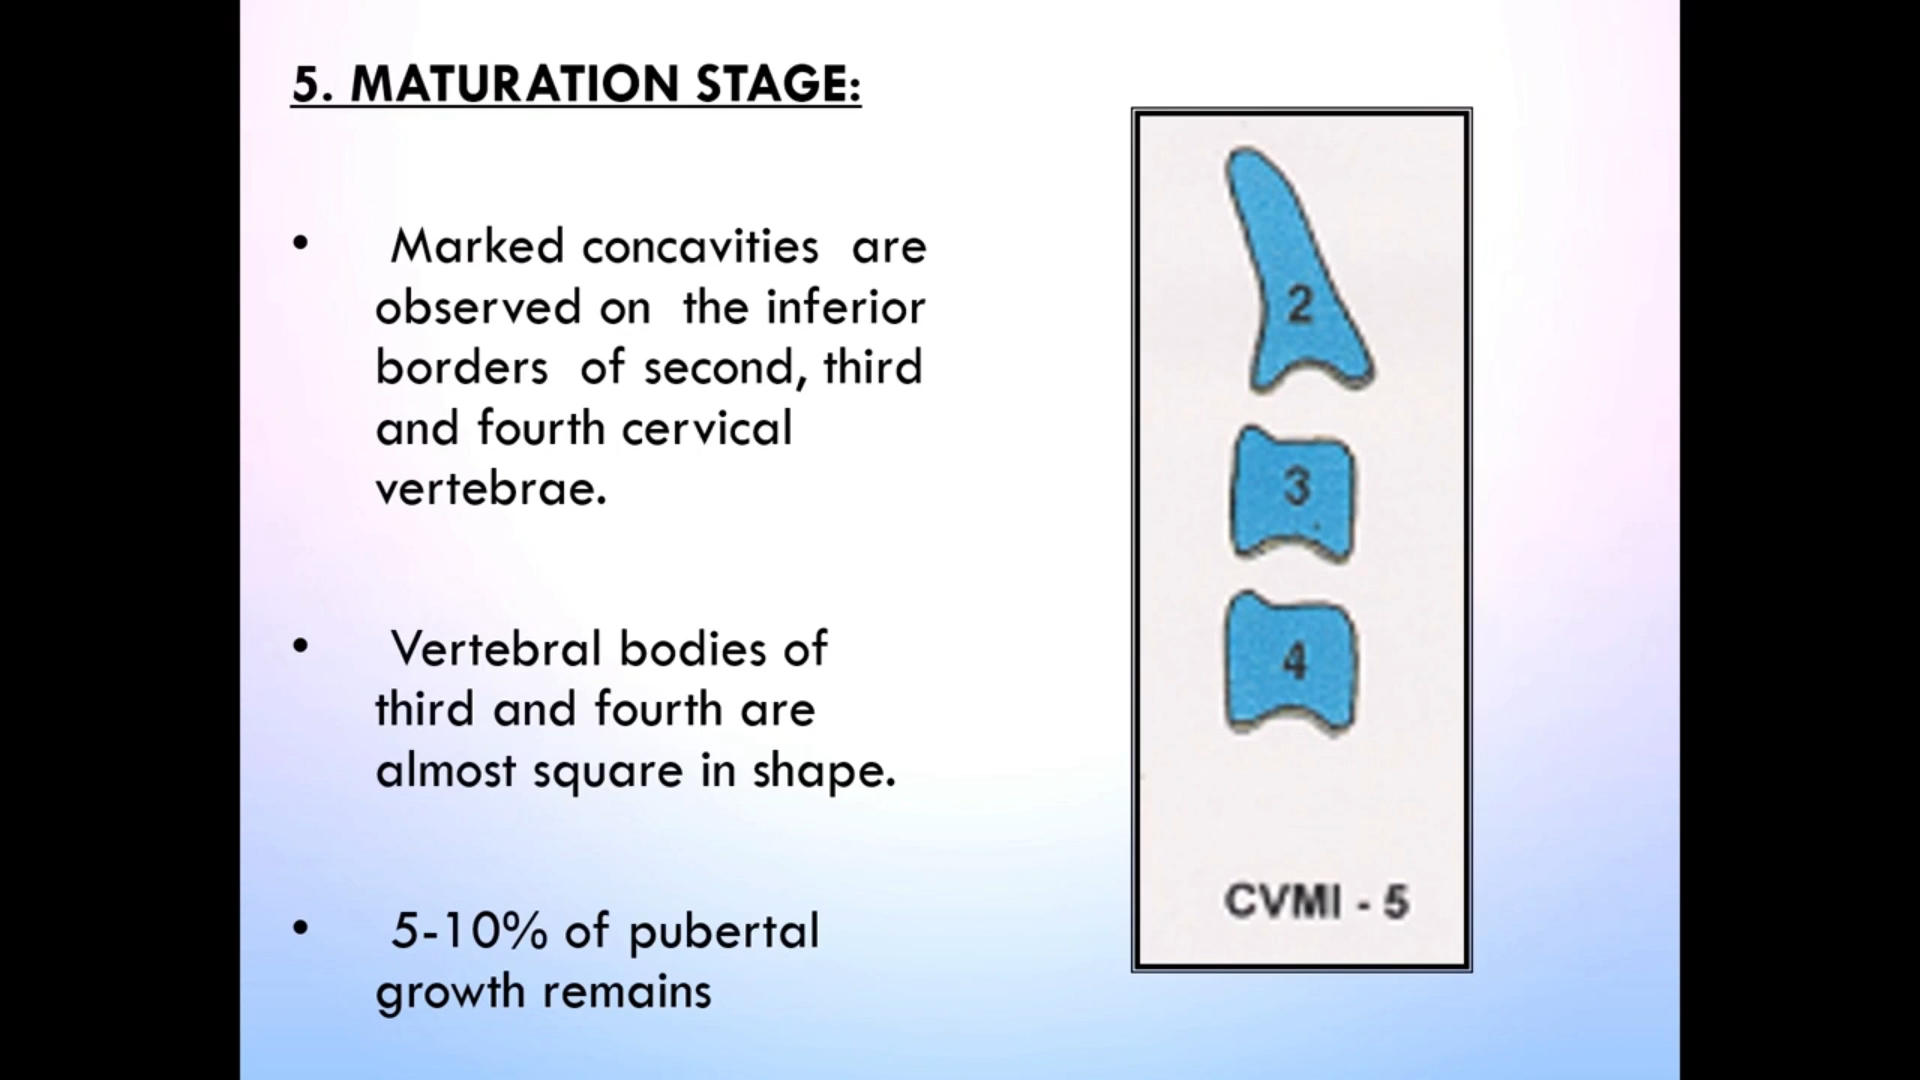 5. MATURATION STAGE:
• Marked concavities are
observed on the inferior
borders of second, third
and fourth cervical
vertebrae.
• Vertebral bodies of
third and fourth are
almost square in shape.
• 5-10% of pubertal
growth remains
2
3
4
CVMI - 5